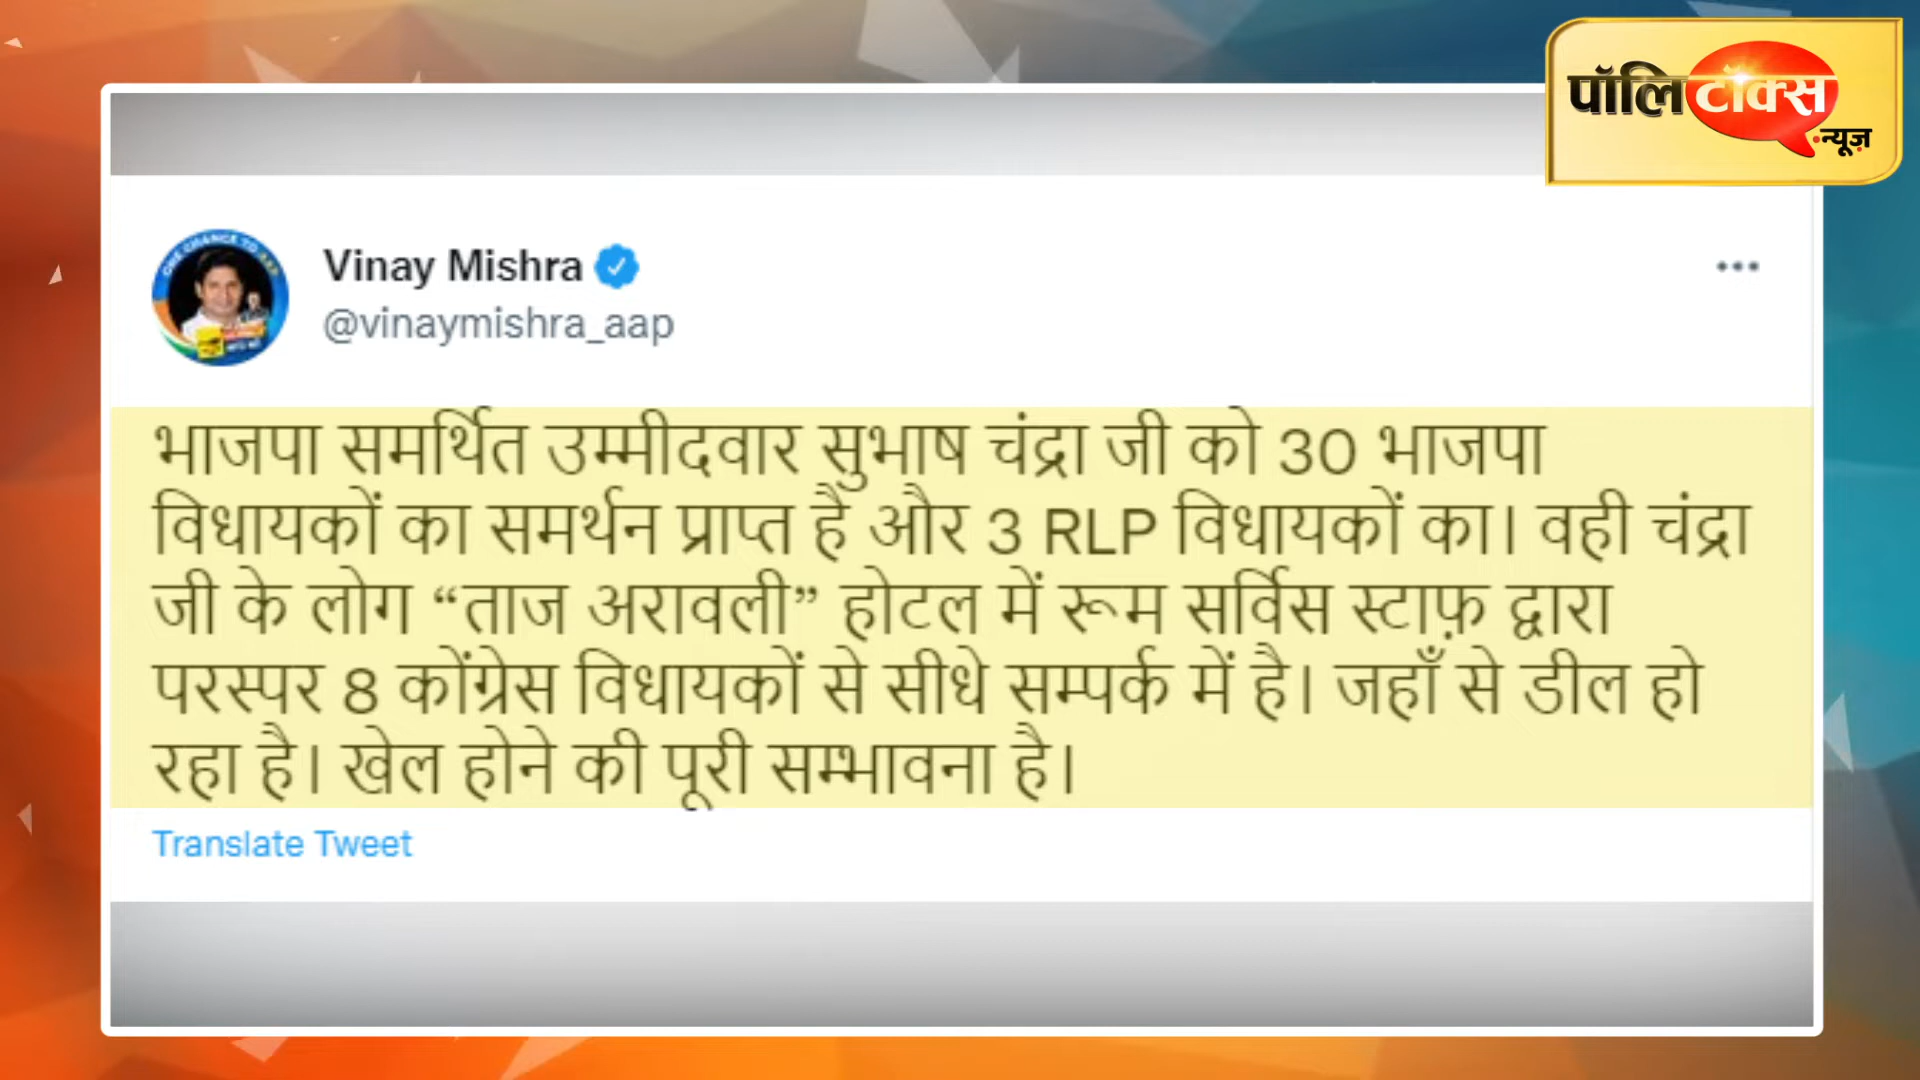 पॉलिटॉक्स
न्यूज़
Vinay Mishra
@vinaymishra_aap
भाजपा समर्थित उम्मीदवार सुभाष चंद्रा जी को 30 भाजपा
विधायकों का समर्थन प्राप्त है और 3 RLP विधायकों का। वही चंद्रा
जी के लोग “ताज अरावली” होटल में रूम सर्विस स्टाफ़ द्वारा
परस्पर 8 कोंग्रेस विधायकों से सीधे सम्पर्क में है। जहाँ से डील हो
रहा है। खेल होने की पूरी सम्भावना है।
Translate Tweet